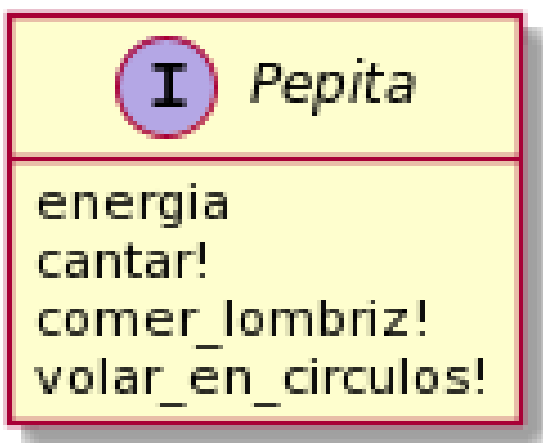 I Pepita
energia
cantar!
comer_lombriz!
volar_en_circulos!